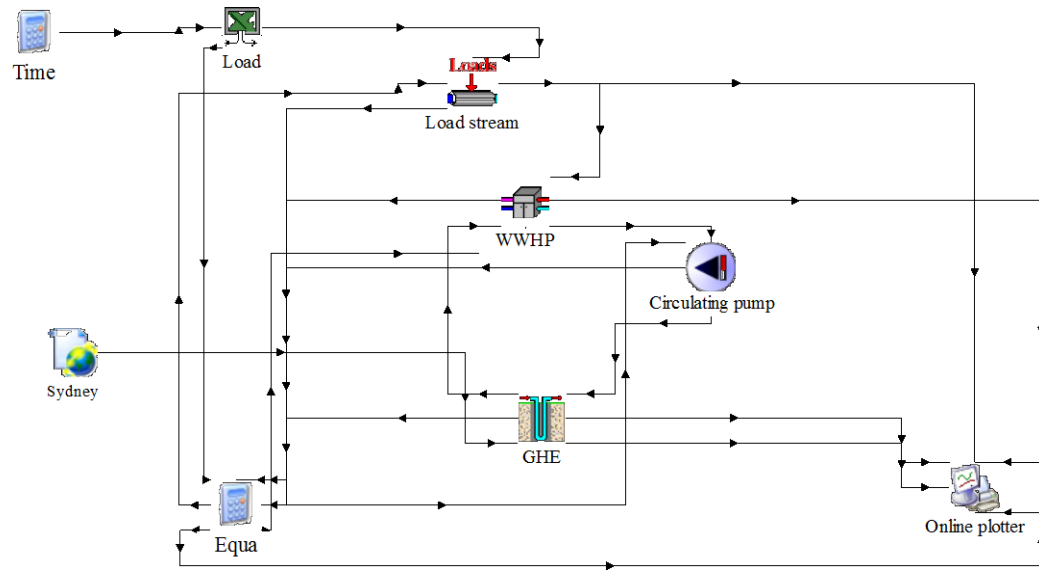 Time
Load
Loads
Load stream
WWHP
Circulating pump
Sydney
GHE
Equa
Online plotter